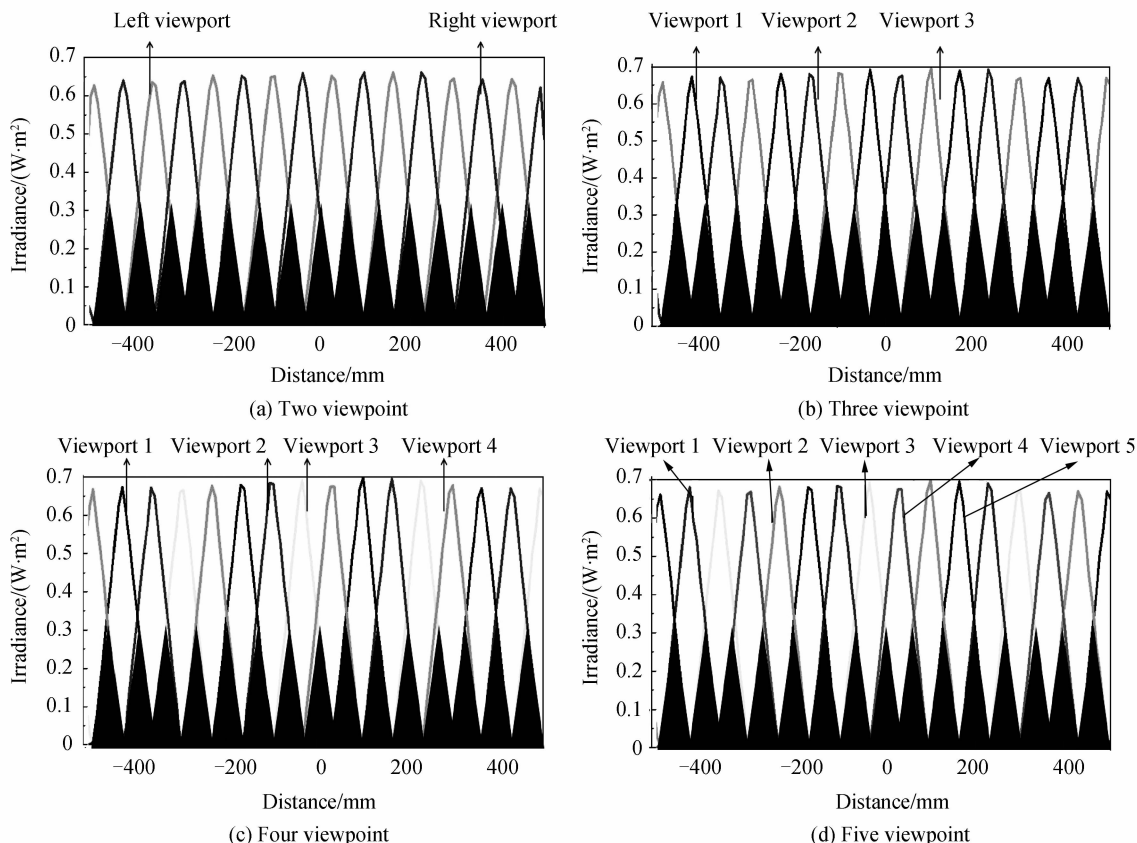 Left viewport
Right viewport
0.7
0.6
0.5
0.4
0.3
0.2
0.1
0
Irradiance/(W·m²)
−400
−200
0
200
400
Distance/mm
(a) Two viewpoint
Viewport 1
Viewport 2
Viewport 3
0.7
0.6
0.5
0.4
0.3
0.2
0.1
0
Irradiance/(W·m²)
−400
−200
0
200
400
Distance/mm
(b) Three viewpoint
Viewport 1
Viewport 2
Viewport 3
Viewport 4
0.7
0.6
0.5
0.4
0.3
0.2
0.1
0
Irradiance/(W·m²)
−400
−200
0
200
400
Distance/mm
(c) Four viewpoint
Viewport 1
Viewport 2
Viewport 3
Viewport 4
Viewport 5
0.7
0.6
0.5
0.4
0.3
0.2
0.1
0
Irradiance/(W·m²)
−400
−200
0
200
400
Distance/mm
(d) Five viewpoint